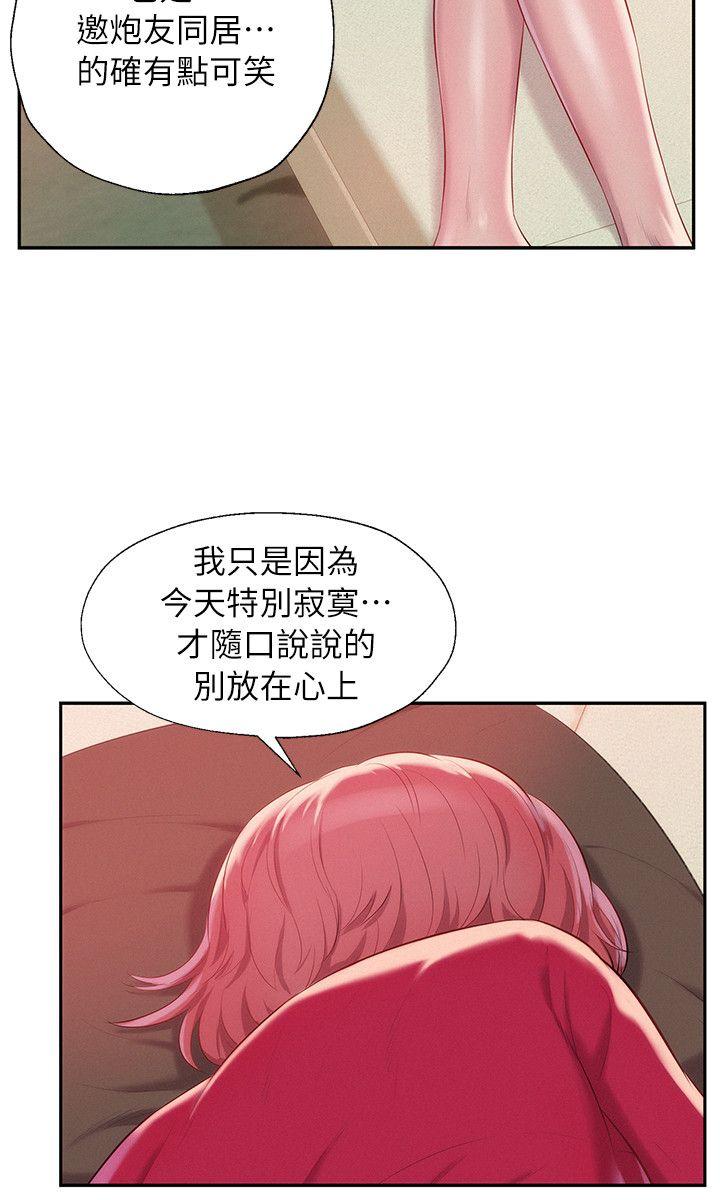 邀炮友同居⋯
的確有點可笑
我只是因為
今天特別寂寞⋯
才隨口說說的
別放在心上